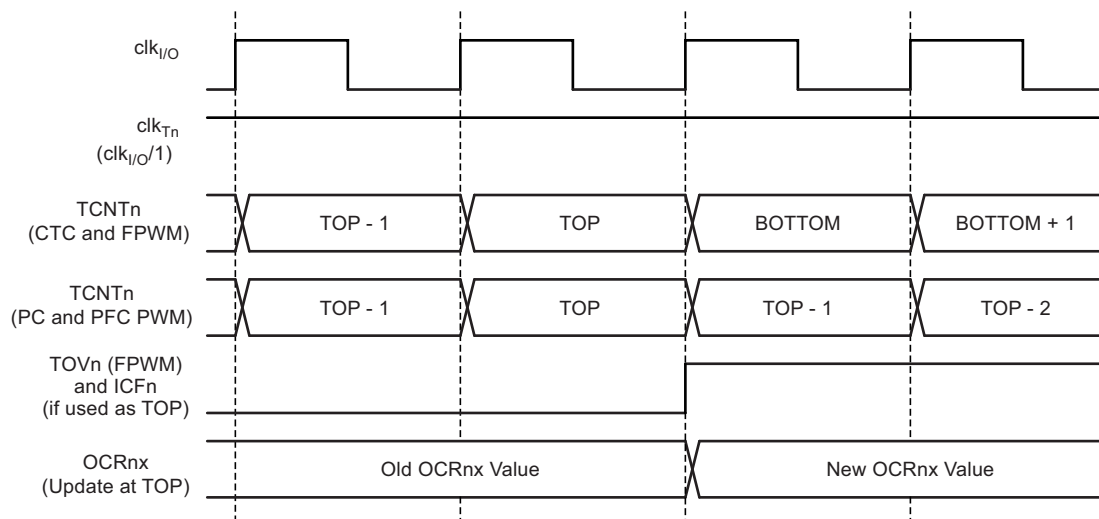 clkI/O
clkTn
(clkI/O/1)
TCNTn
(CTC and FPWM)
TOP - 1
TOP
BOTTOM
BOTTOM + 1
TCNTn
(PC and PFC PWM)
TOP - 1
TOP
TOP - 1
TOP - 2
TOVn (FPWM)
and ICFn
(if used as TOP)
OCRnx
(Update at TOP)
Old OCRnx Value
New OCRnx Value